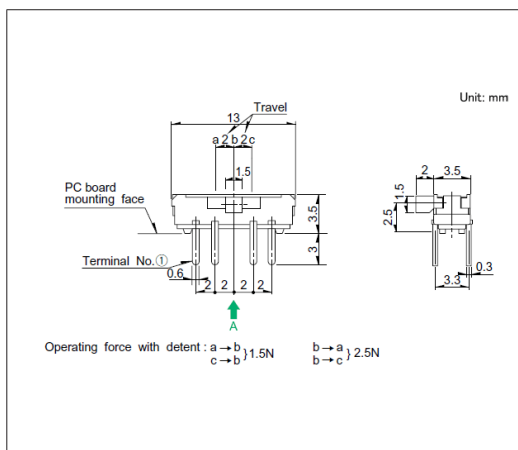 Unit: mm
Travel
13
a 2 b 2 c
1.5
2 3.5
PC board
mounting face
3.5
1.5
2.5
3
Terminal No.①
0.6
2 2 2 2
0.3
3.3
A
Operating force with detent : a→b
c→b } 1.5N
b→a
b→c } 2.5N